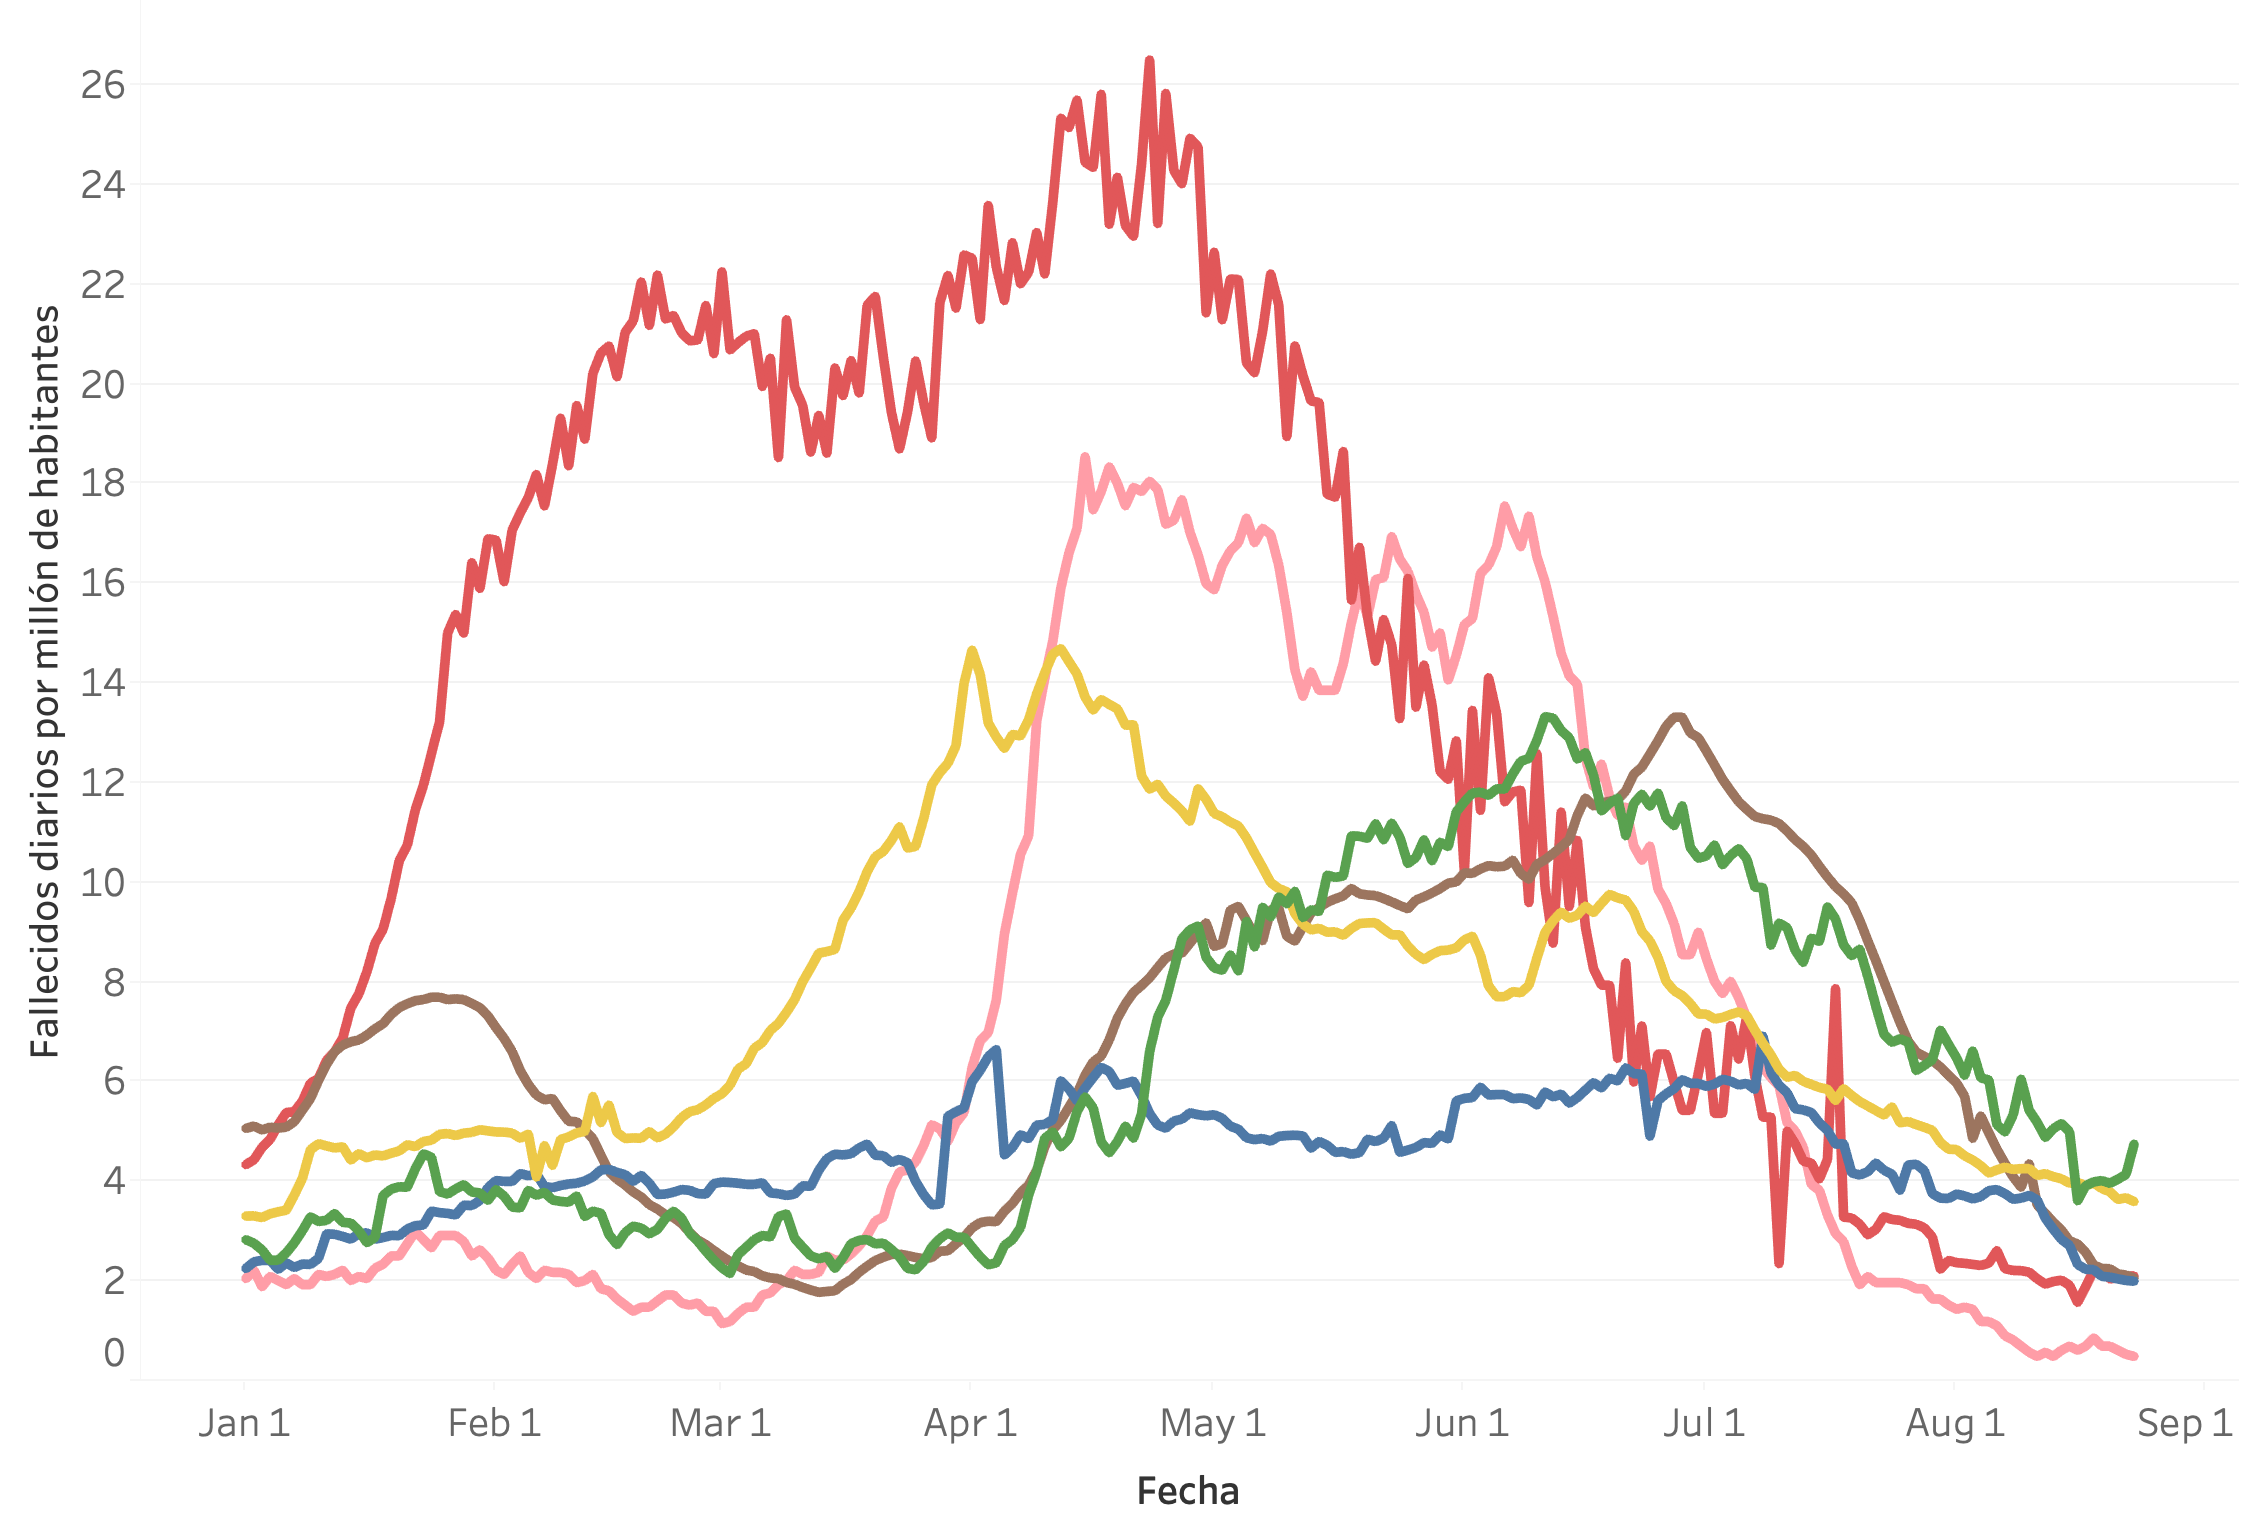 Fallecidos diarios por millón de habitantes
26
24
22
20
18
16
14
12
10
8
6
4
2
0
Jan 1
Feb 1
Mar 1
Apr 1
May 1
Jun 1
Jul 1
Aug 1
Sep 1
Fecha